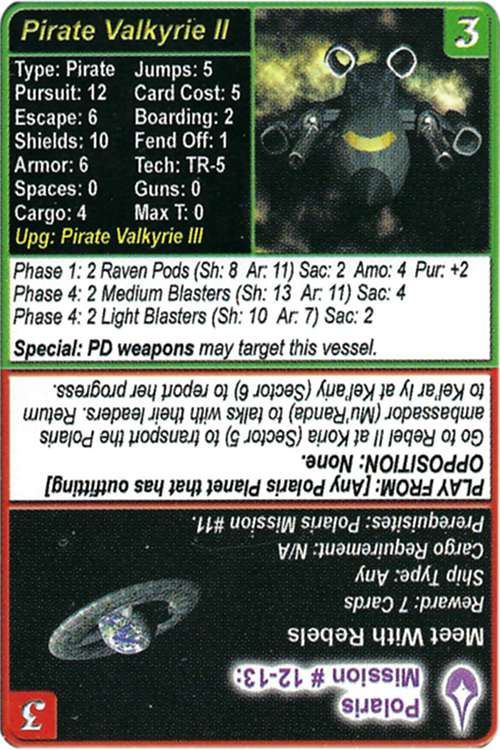 Pirate Valkyrie II
3
Type: Pirate Jumps: 5
Pursuit: 12 Card Cost: 5
Escape: 6 Boarding: 2
Shields: 10 Fend Off: 1
Armor: 6 Tech: TR-5
Spaces: 0 Guns: 0
Cargo: 4 Max T: 0
Upg: Pirate Valkyrie III
Phase 1: 2 Raven Pods (Sh: 8 Ar: 11) Sac: 2 Amo: 4 Pur: +2
Phase 4: 2 Medium Blasters (Sh: 13 Ar: 11) Sac: 4
Phase 4: 2 Light Blasters (Sh: 10 Ar: 7) Sac: 2
Special: PD weapons may target this vessel.
3
Polaris
Mission # 12-13:
Meet With Rebels
Reward: 7 Cards
Ship Type: Any
Cargo Requirement: N/A
Prerequisites: Polaris Mission #11.
PLAY FROM: [Any Polaris Planet that has outfitting]
OPPOSITION: None.
Go to Rebel II at Koria (Sector 5) to transport the Polaris
ambassador (Mu'Randa) to talks with their leaders. Return
to Kel'ar Iy at Kel'any (Sector 6) to report her progress.